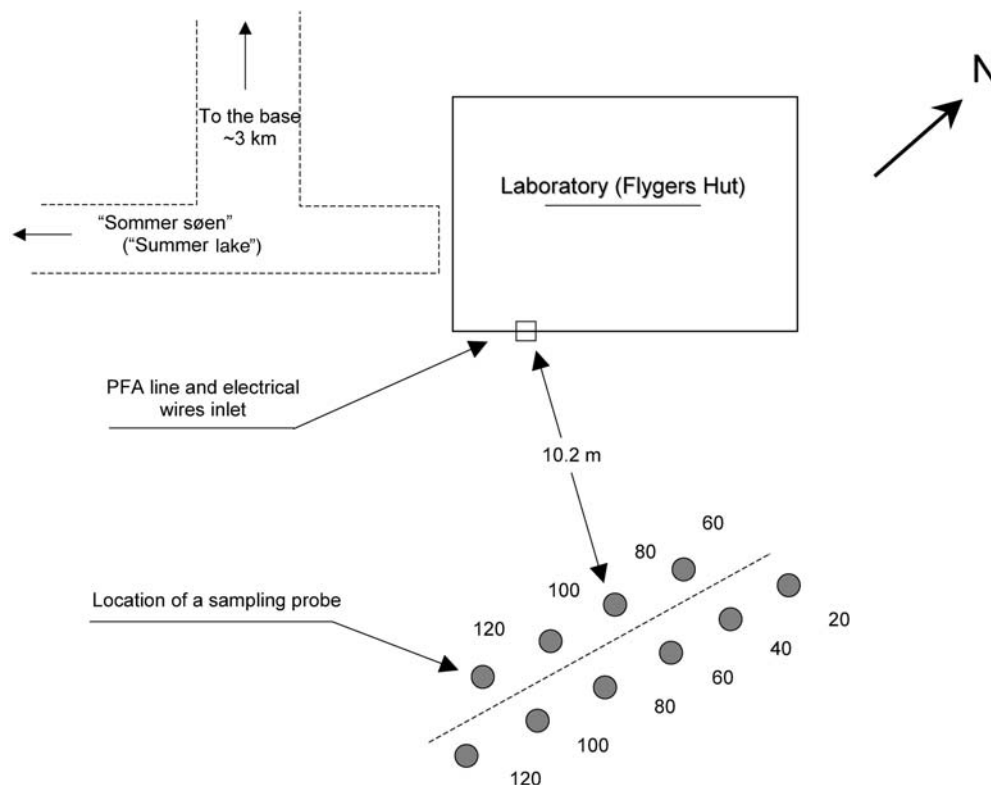 N
To the base
~3 km
Laboratory (Flygers Hut)
“Sommer søen”
(“Summer lake”)
PFA line and electrical
wires inlet
10.2 m
60
80
100
120
Location of a sampling probe
20
40
60
80
100
120